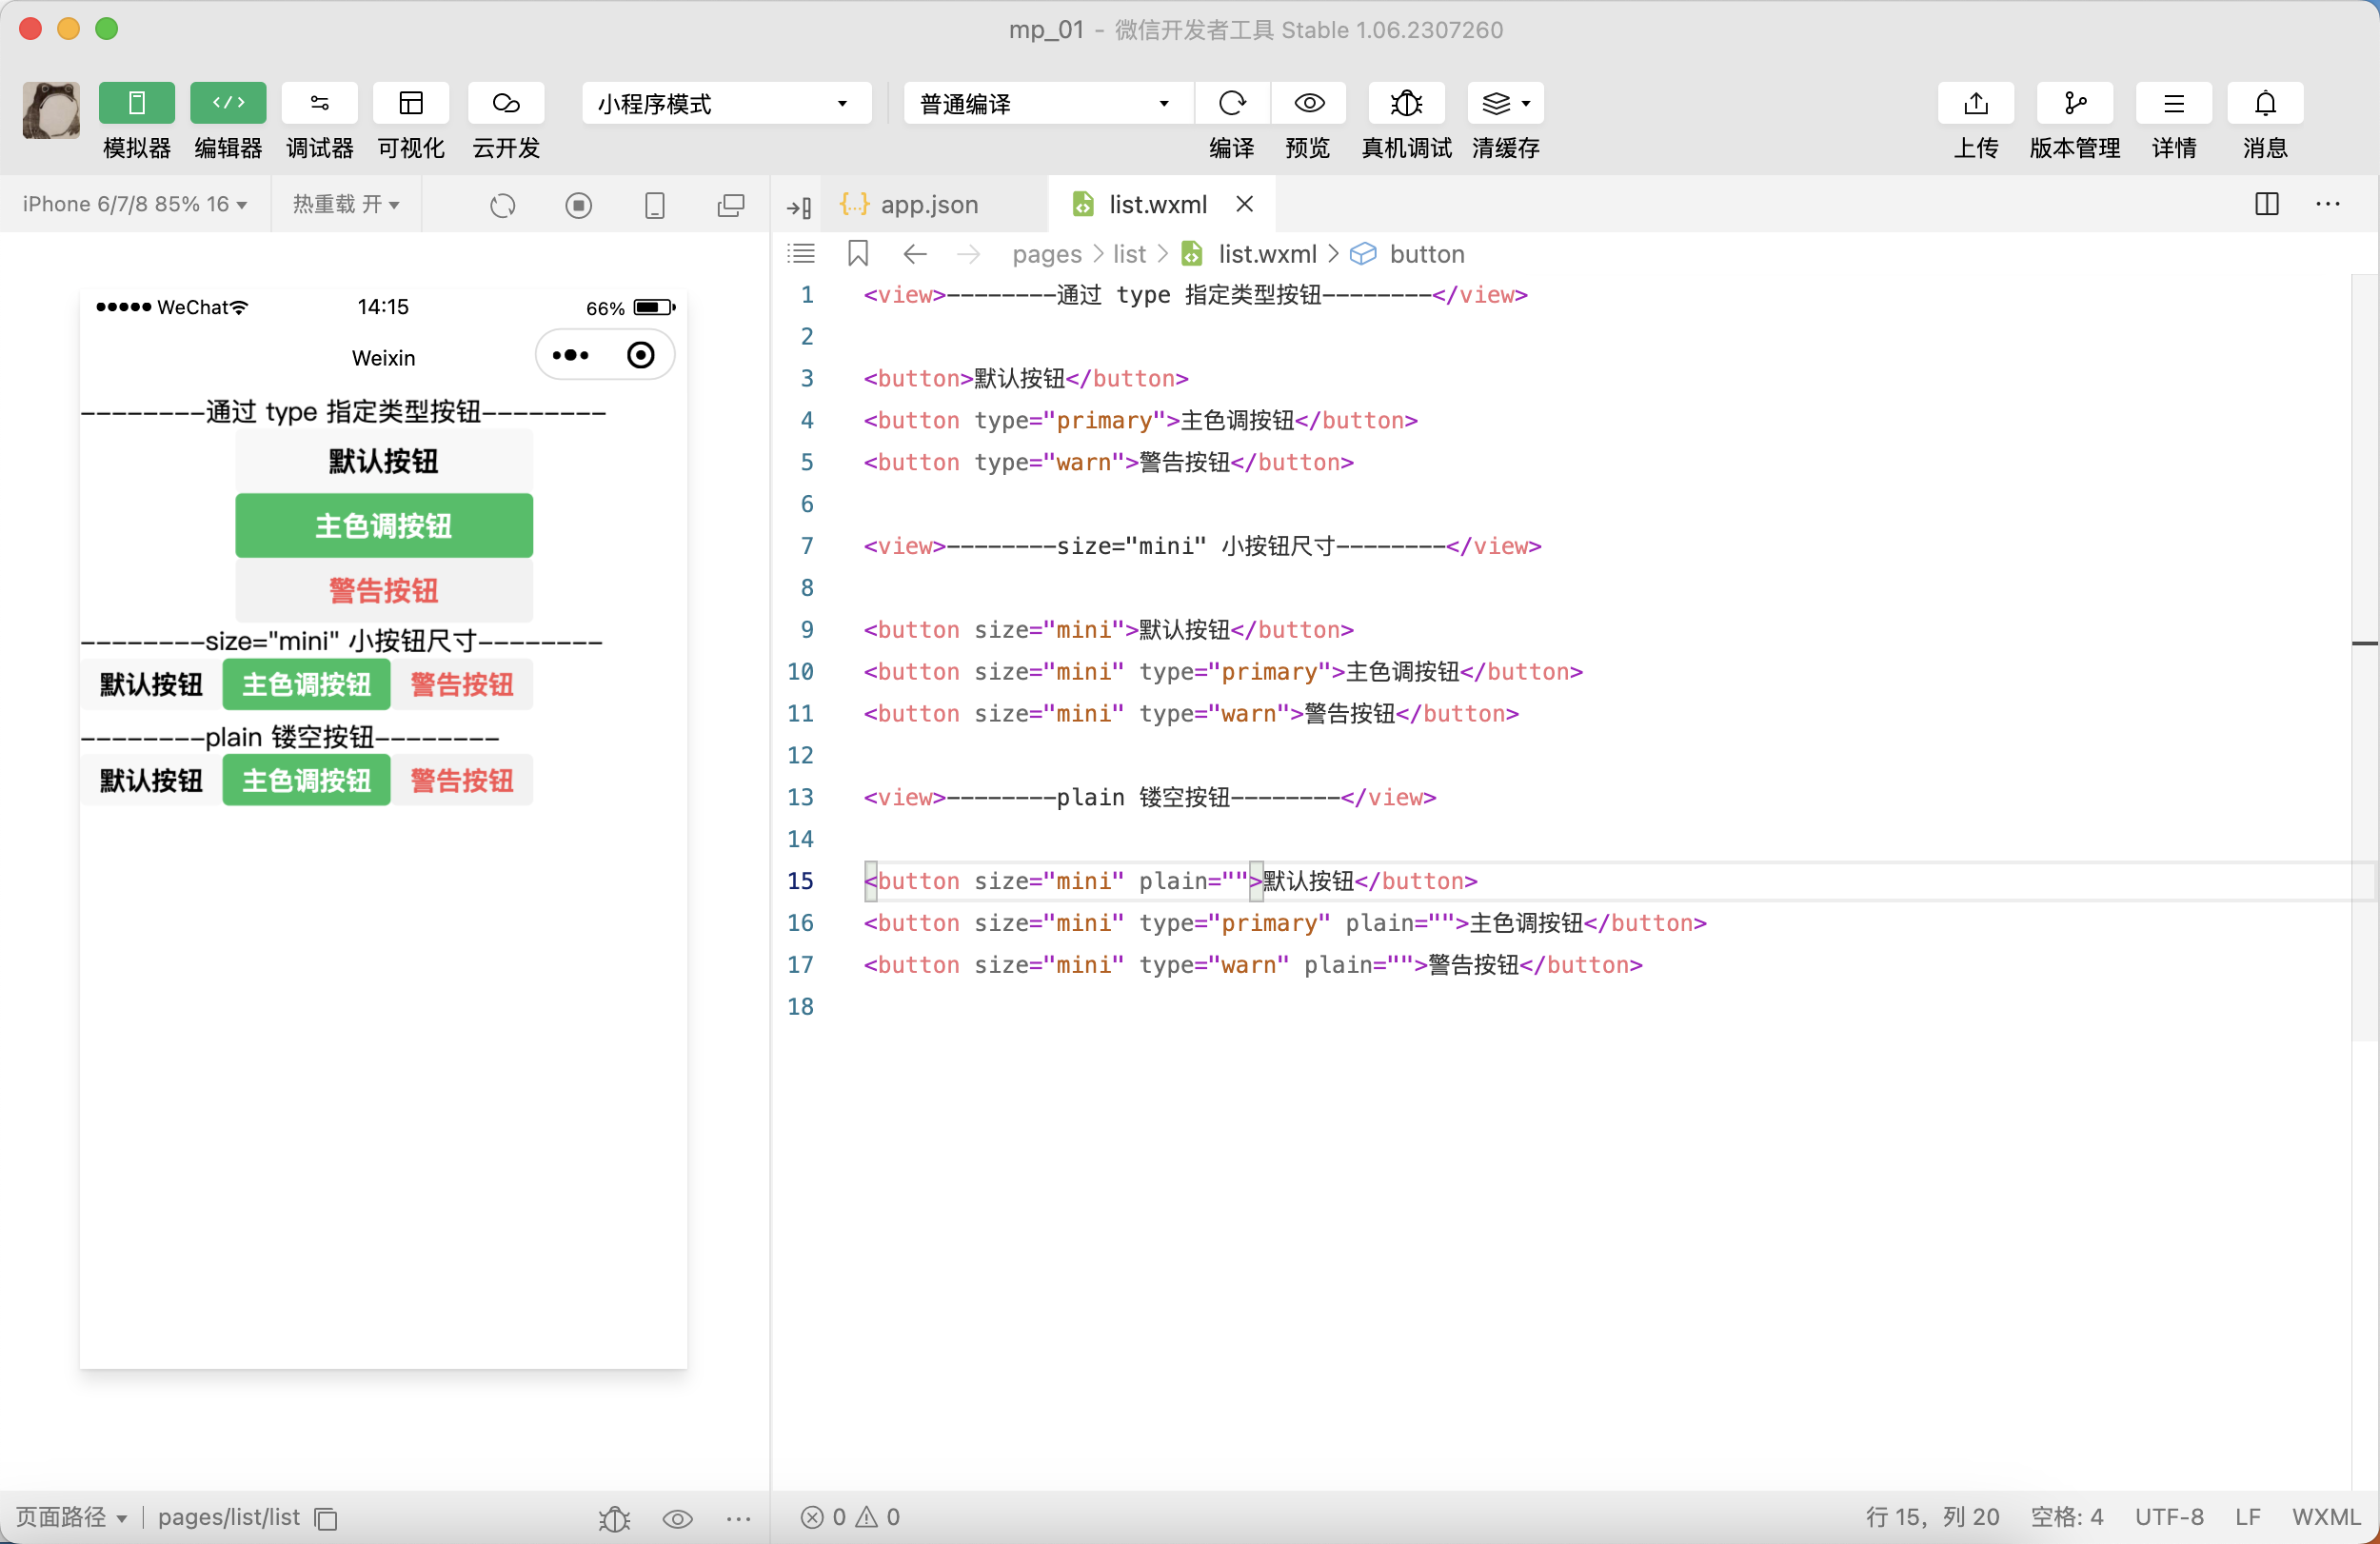 mp_01 - 微信开发者工具 Stable 1.06.2307260
模拟器 编辑器 调试器 可视化 云开发 小程序模式 普通编译 编译 预览 真机调试 清缓存 上传 版本管理 详情 消息
iPhone 6/7/8 85% 16 热重载 开
app.json list.wxml
pages > list > list.wxml > button
WeChat 14:15 66%
Weixin
--------通过 type 指定类型按钮--------
默认按钮
主色调按钮
警告按钮
--------size="mini" 小按钮尺寸--------
默认按钮 主色调按钮 警告按钮
--------plain 镂空按钮--------
默认按钮 主色调按钮 警告按钮
1 <view>--------通过 type 指定类型按钮--------</view>
2
3 <button>默认按钮</button>
4 <button type="primary">主色调按钮</button>
5 <button type="warn">警告按钮</button>
6
7 <view>--------size="mini" 小按钮尺寸--------</view>
8
9 <button size="mini">默认按钮</button>
10 <button size="mini" type="primary">主色调按钮</button>
11 <button size="mini" type="warn">警告按钮</button>
12
13 <view>--------plain 镂空按钮--------</view>
14
15 <button size="mini" plain="">默认按钮</button>
16 <button size="mini" type="primary" plain="">主色调按钮</button>
17 <button size="mini" type="warn" plain="">警告按钮</button>
18
页面路径 pages/list/list
0 0
行 15, 列 20 空格: 4 UTF-8 LF WXML